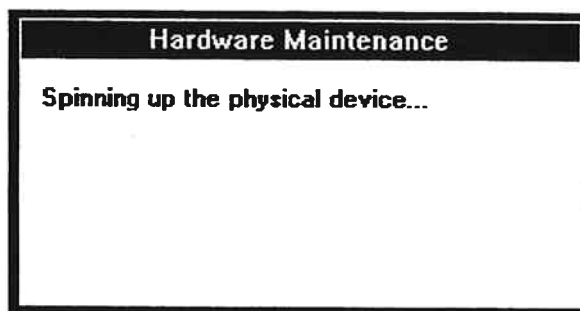 Hardware Maintenance
Spinning up the physical device...